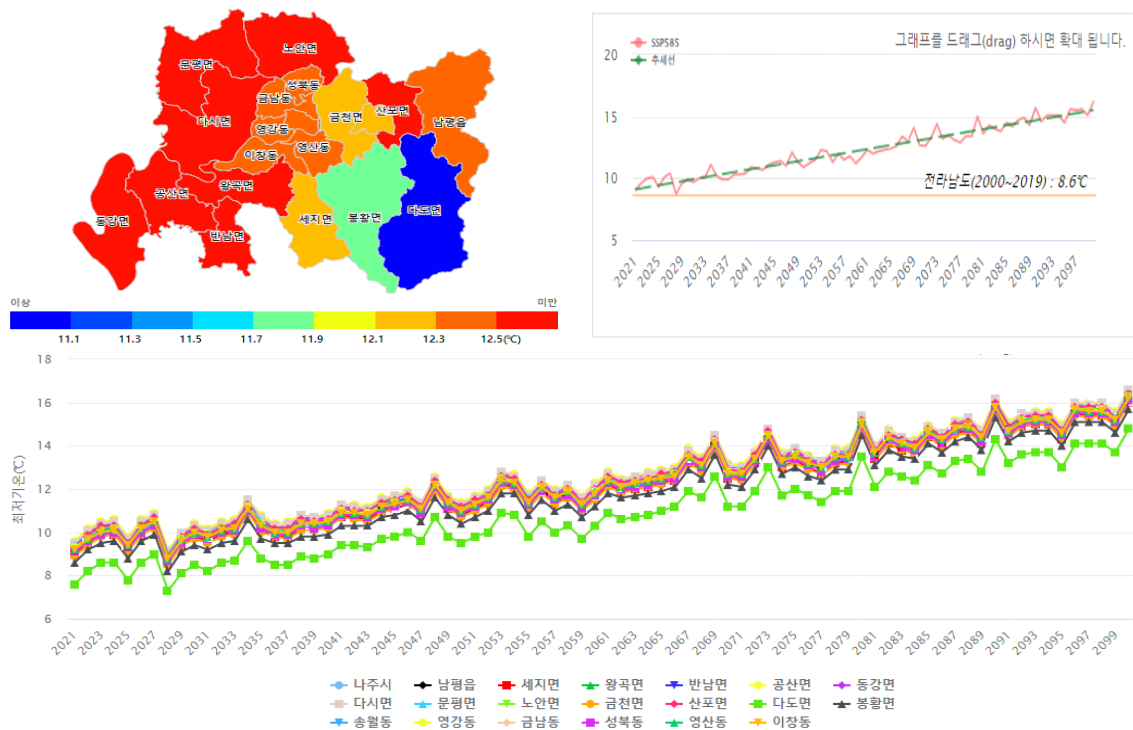 노안면
문평면
성북동
금남동
금천면
산포면
다시면
남평읍
영강동
영산동
이창동
왕곡면
공산면
세지면
봉황면
다도면
동강면
반남면
이상 미만
11.1 11.3 11.5 11.7 11.9 12.1 12.3 12.5(℃)
그래프를 드래그(drag) 하시면 확대 됩니다.
SSP585
추세선
20
15
10
5
전라남도(2000~2019) : 8.6℃
2021 2025 2029 2033 2037 2041 2045 2049 2053 2057 2061 2065 2069 2073 2077 2081 2085 2089 2093 2097
최저기온(℃)
18
16
14
12
10
8
6
2021 2023 2025 2027 2029 2031 2033 2035 2037 2039 2041 2043 2045 2047 2049 2051 2053 2055 2057 2059 2061 2063 2065 2067 2069 2071 2073 2075 2077 2079 2081 2083 2085 2087 2089 2091 2093 2095 2097 2099
나주시 남평읍 세지면 왕곡면 반남면 공산면 동강면
다시면 문평면 노안면 금천면 산포면 다도면 봉황면
송월동 영강동 금남동 성북동 영산동 이창동